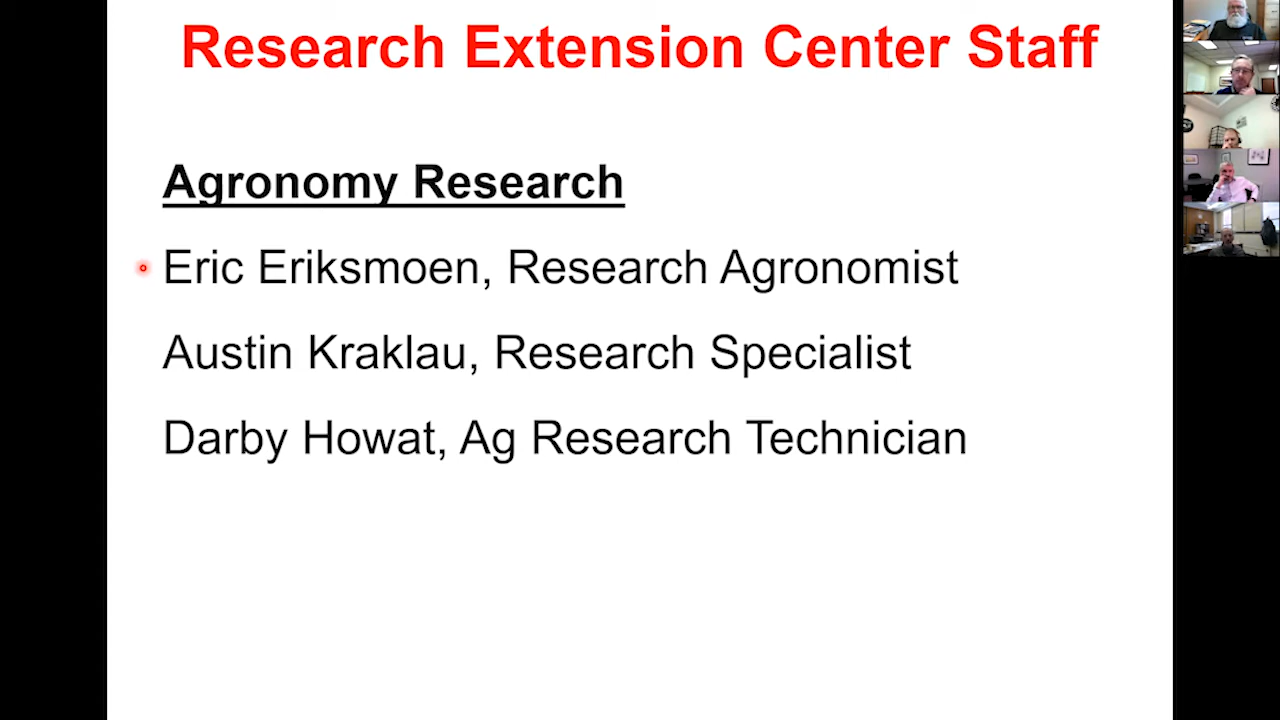 Research Extension Center Staff
Agronomy Research
Eric Eriksmoen, Research Agronomist
Austin Kraklau, Research Specialist
Darby Howat, Ag Research Technician